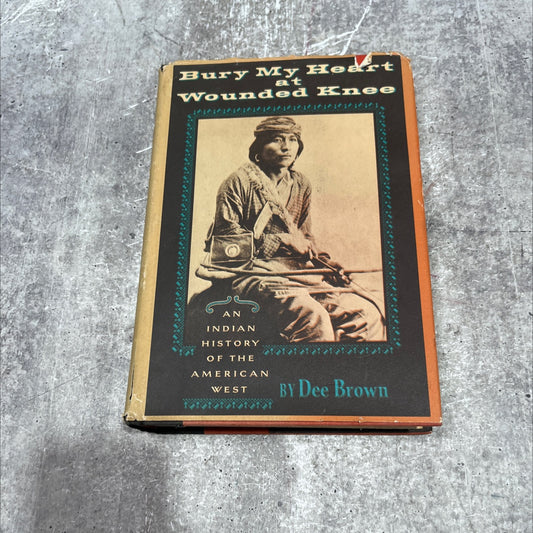 Bury My Heart
at
Wounded Knee
AN
INDIAN
HISTORY
OF THE
AMERICAN
WEST
BY Dee Brown